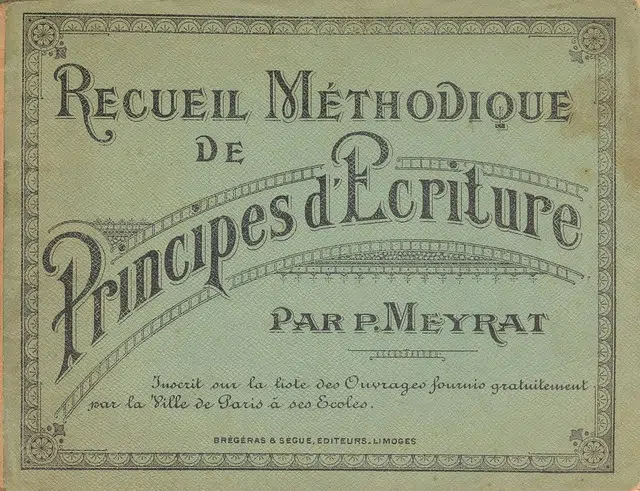 Recueil Méthodique
de
Principes d'Ecriture
par P. Meyrat
Inscrit sur la liste des Ouvrages fournis gratuitement
par la Ville de Paris à ses Ecoles.
BRÉGÉRAS & SÈGUE, EDITEURS. LIMOGES